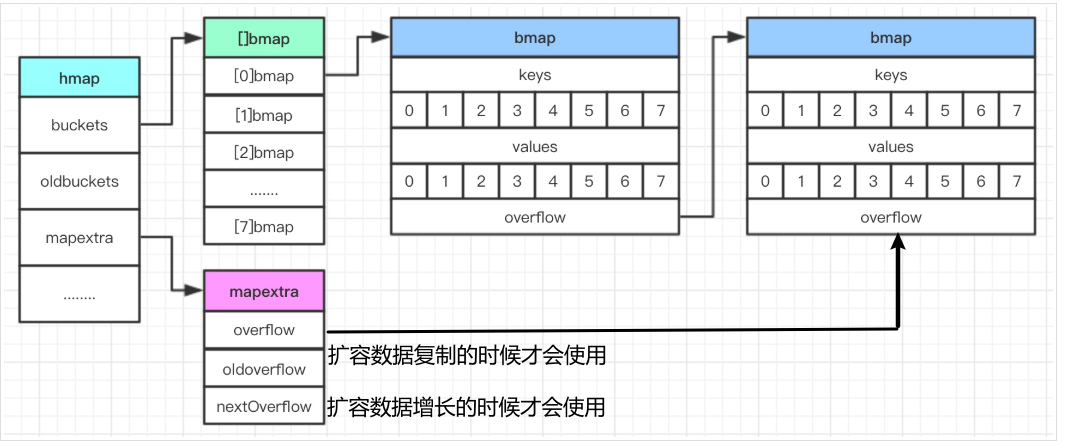 hmap
buckets
oldbuckets
mapextra
........
[]bmap
[0]bmap
[1]bmap
[2]bmap
.......
[7]bmap
bmap
keys
0 1 2 3 4 5 6 7
values
0 1 2 3 4 5 6 7
overflow
bmap
keys
0 1 2 3 4 5 6 7
values
0 1 2 3 4 5 6 7
overflow
mapextra
overflow
扩容数据复制的时候才会使用
oldoverflow
nextOverflow
扩容数据增长的时候才会使用